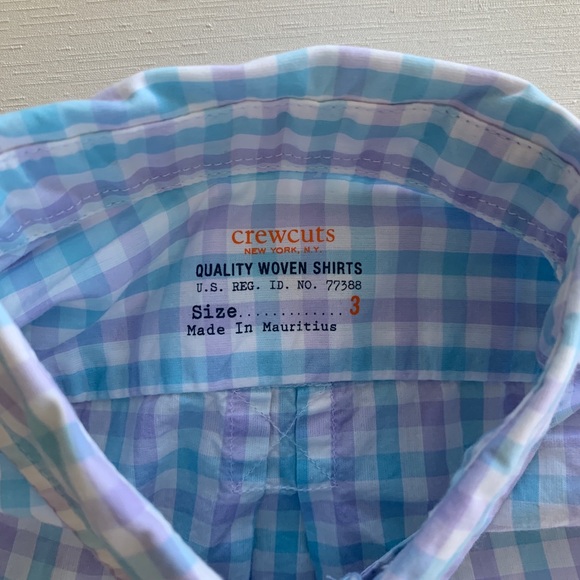 crewcuts
NEW YORK, N.Y.
QUALITY WOVEN SHIRTS
U.S. REG. ID. NO. 77388
Size............. 3
Made In Mauritius